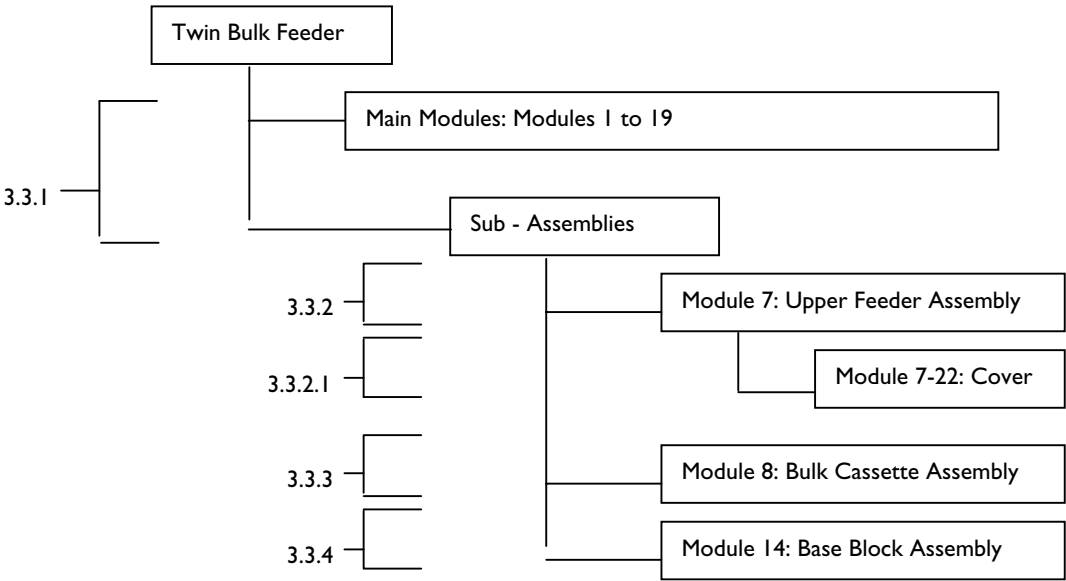 Twin Bulk Feeder
Main Modules: Modules 1 to 19
3.3.1
Sub - Assemblies
3.3.2
Module 7: Upper Feeder Assembly
3.3.2.1
Module 7-22: Cover
3.3.3
Module 8: Bulk Cassette Assembly
3.3.4
Module 14: Base Block Assembly